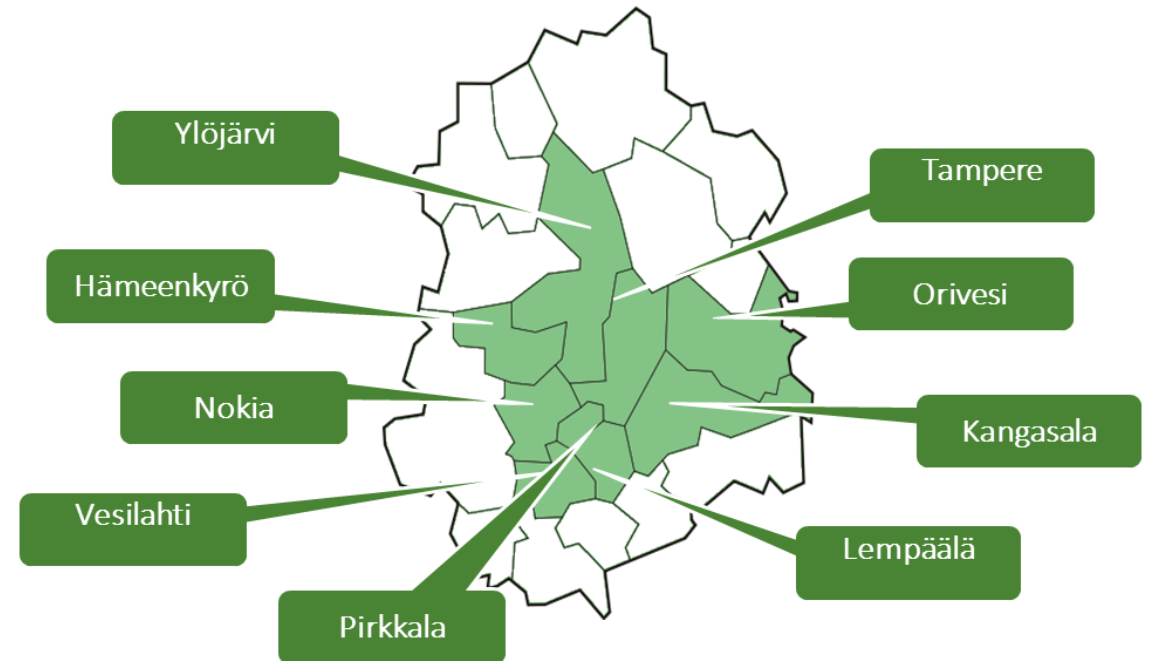 Ylöjärvi
Tampere
Hämeenkyrö
Orivesi
Nokia
Kangasala
Vesilahti
Lempäälä
Pirkkala